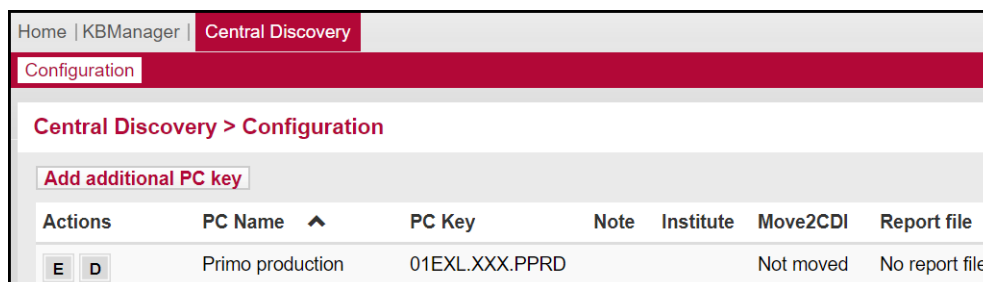 Home | KBManager | Central Discovery
Configuration
Central Discovery > Configuration
Add additional PC key
Actions PC Name PC Key Note Institute Move2CDI Report file
E D Primo production 01EXL.XXX.PPRD Not moved No report file